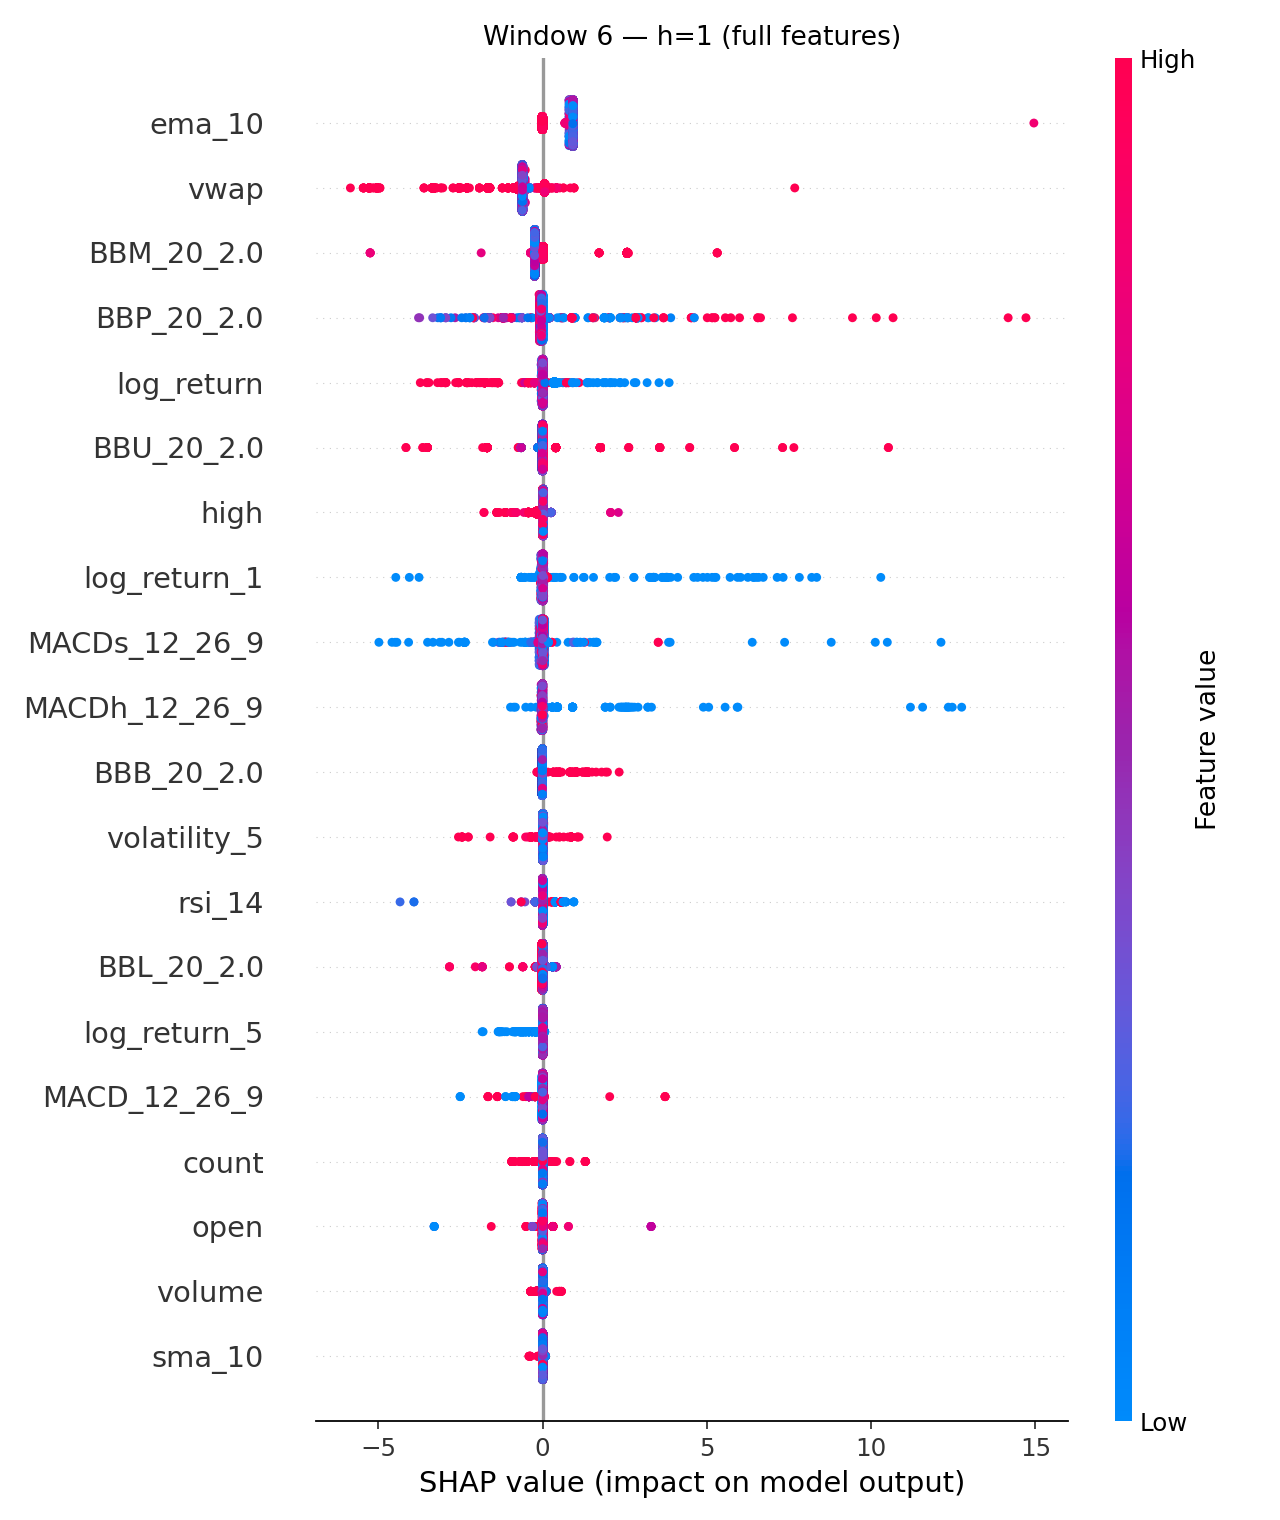 Window 6 — h=1 (full features)
High
ema_10
vwap
BBM_20_2.0
BBP_20_2.0
log_return
BBU_20_2.0
high
log_return_1
MACDs_12_26_9
MACDh_12_26_9
BBB_20_2.0
volatility_5
rsi_14
BBL_20_2.0
log_return_5
MACD_12_26_9
count
open
volume
sma_10
Feature value
Low
−5 0 5 10 15
SHAP value (impact on model output)